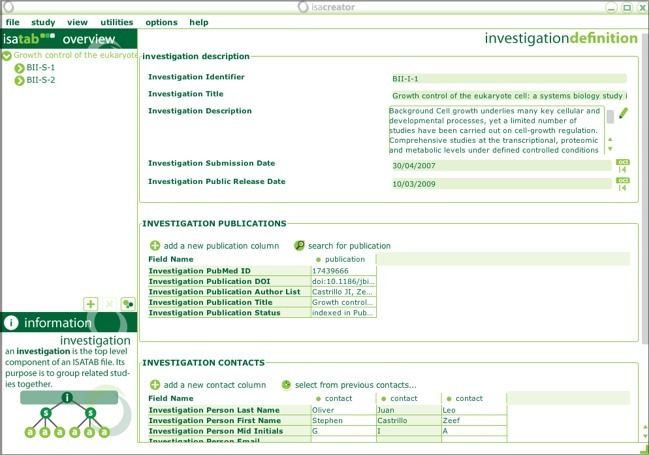 isacreator
file study view utilities options help
isatab overview
investigationdefinition
Growth control of the eukaryote
BII-S-1
BII-S-2
investigation description
Investigation Identifier BII-I-1
Investigation Title Growth control of the eukaryote cell: a systems biology study i
Investigation Description Background Cell growth underlies many key cellular and
developmental processes, yet a limited number of
studies have been carried out on cell-growth regulation.
Comprehensive studies at the transcriptional, proteomic
and metabolic levels under defined controlled conditions
Investigation Submission Date 30/04/2007 OCT 14
Investigation Public Release Date 10/03/2009 OCT 14
INVESTIGATION PUBLICATIONS
add a new publication column search for publication
Field Name publication
Investigation PubMed ID 17439666
Investigation Publication DOI doi:10.1186/jbi...
Investigation Publication Author List Castrillo JI, Ze...
Investigation Publication Title Growth control...
Investigation Publication Status indexed in Pub...
i information
investigation
an investigation is the top level
component of an ISATAB file. Its
purpose is to group related stud-
ies together.
i
s s
a a a a a a
INVESTIGATION CONTACTS
add a new contact column select from previous contacts...
Field Name contact contact contact
Investigation Person Last Name Oliver Juan Leo
Investigation Person First Name Stephen Castrillo Zeef
Investigation Person Mid Initials G I A
Investigation Person Email